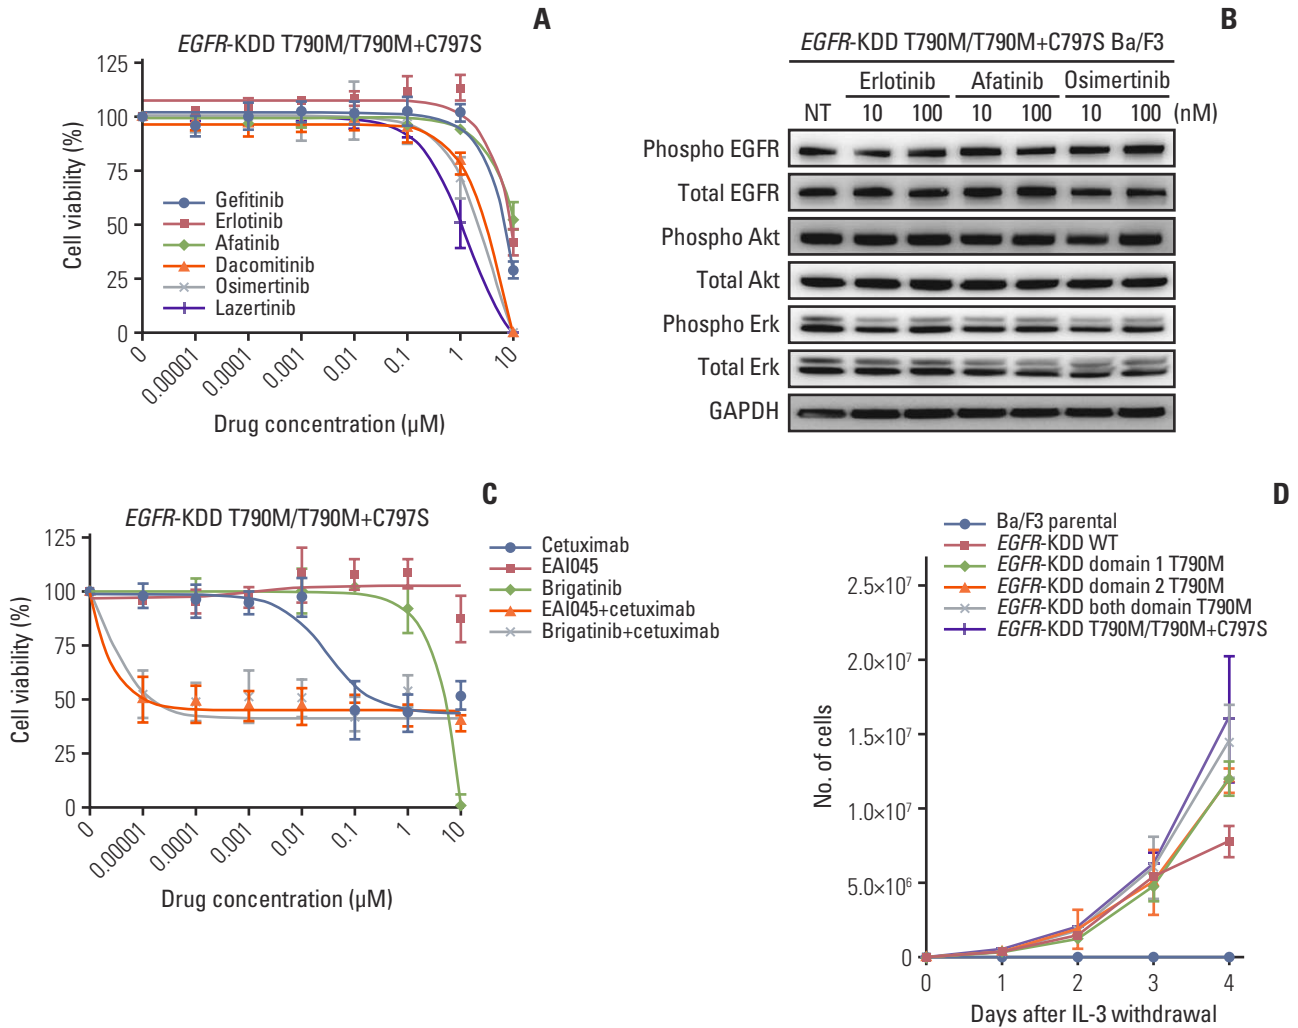 A
EGFR-KDD T790M/T790M+C797S
125
100
75
50
25
0
Cell viability (%)
Gefitinib
Erlotinib
Afatinib
Dacomitinib
Osimertinib
Lazertinib
0 0.00001 0.0001 0.001 0.01 0.1 1 10
Drug concentration (µM)
B
EGFR-KDD T790M/T790M+C797S Ba/F3
Erlotinib Afatinib Osimertinib
NT 10 100 10 100 10 100 (nM)
Phospho EGFR
Total EGFR
Phospho Akt
Total Akt
Phospho Erk
Total Erk
GAPDH
C
EGFR-KDD T790M/T790M+C797S
125
100
75
50
25
0
Cell viability (%)
Cetuximab
EAI045
Brigatinib
EAI045+cetuximab
Brigatinib+cetuximab
0 0.00001 0.0001 0.001 0.01 0.1 1 10
Drug concentration (µM)
D
Ba/F3 parental
EGFR-KDD WT
EGFR-KDD domain 1 T790M
EGFR-KDD domain 2 T790M
EGFR-KDD both domain T790M
EGFR-KDD T790M/T790M+C797S
2.5×10⁷
2.0×10⁷
1.5×10⁷
1.0×10⁷
5.0×10⁶
0
No. of cells
0 1 2 3 4
Days after IL-3 withdrawal